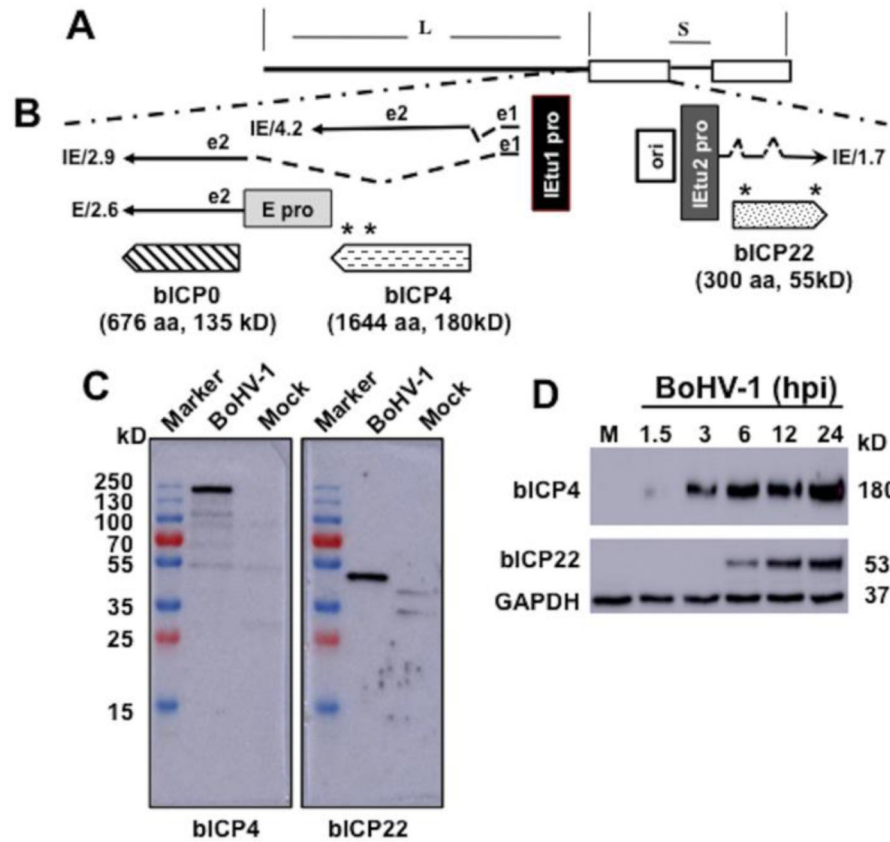 A
L
S
B
IE/4.2
e2
e1
IE/2.9
e2
e1
IEtu1 pro
ori
IEtu2 pro
IE/1.7
E/2.6
e2
E pro
* *
* *
bICP0
(676 aa, 135 kD)
bICP4
(1644 aa, 180kD)
bICP22
(300 aa, 55kD)
C
Marker
BoHV-1
Mock
Marker
BoHV-1
Mock
kD
250
130
100
70
55
35
25
15
bICP4
bICP22
D
BoHV-1 (hpi)
M 1.5 3 6 12 24 kD
bICP4 180
bICP22 53
GAPDH 37